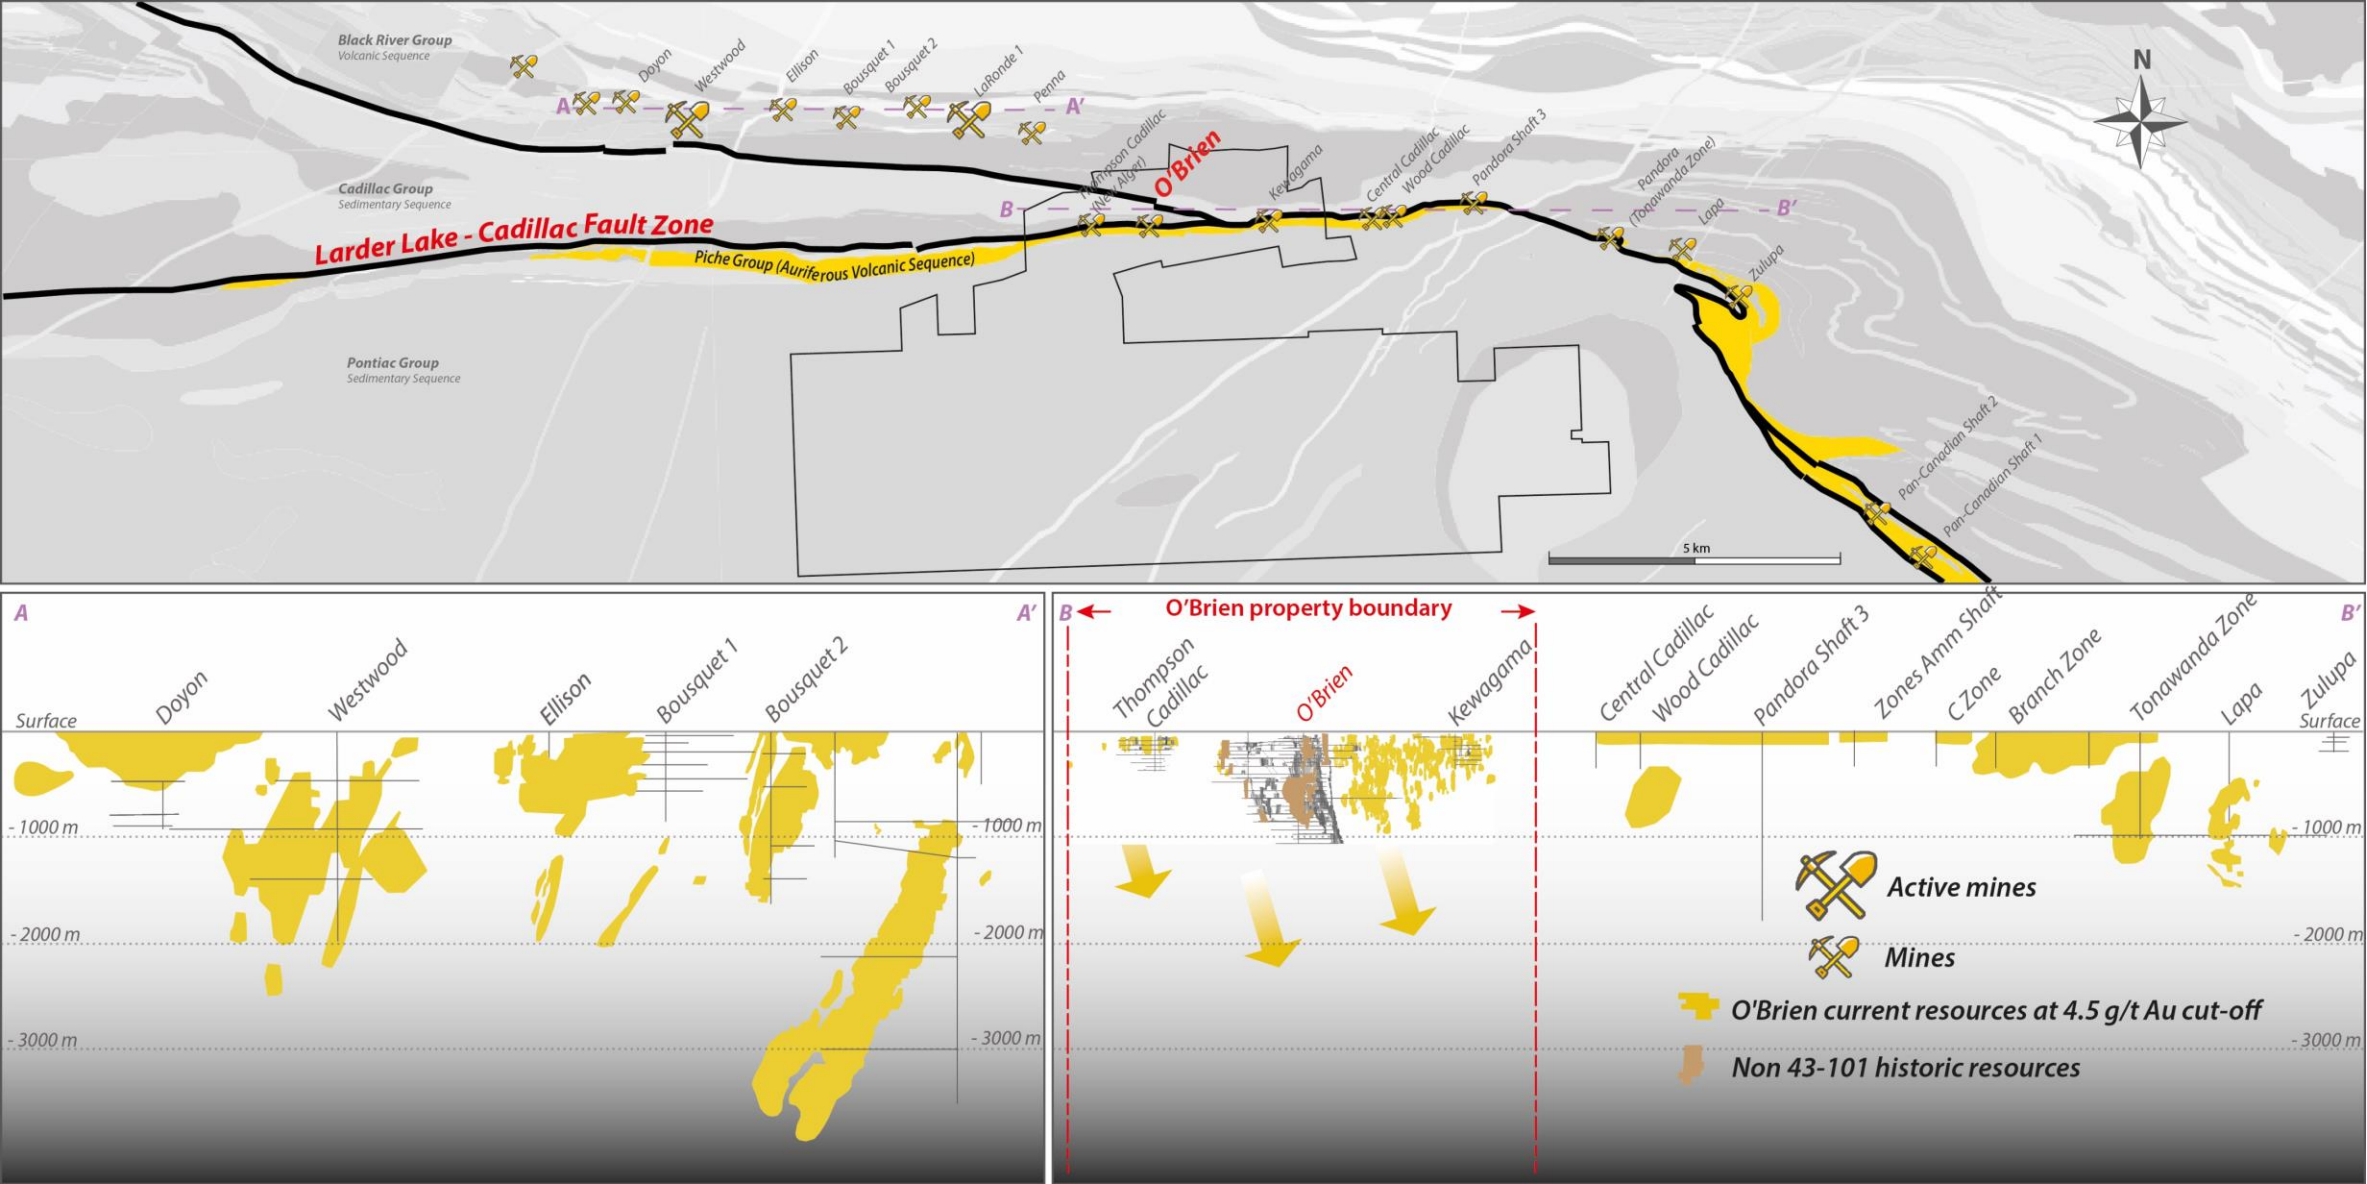 Black River Group
Volcanic Sequence
Doyon
Westwood
Ellison
Bousquet 1
Bousquet 2
LaRonde 1
Penna
A
A'
N
Cadillac Group
Sedimentary Sequence
Thompson Cadillac
(New Alger)
O'Brien
Kewagama
Central Cadillac
Wood Cadillac
Pandora Shaft 3
Pandora
(Tonawanda Zone)
Lapa
Zulupa
B
B'
Larder Lake - Cadillac Fault Zone
Piche Group (Auriferous Volcanic Sequence)
Pontiac Group
Sedimentary Sequence
Pan-Canadian Shaft 2
Pan-Canadian Shaft 1
5 km
A
A'
Doyon
Westwood
Ellison
Bousquet 1
Bousquet 2
Surface
- 1000 m
- 1000 m
- 2000 m
- 2000 m
- 3000 m
- 3000 m
B
O'Brien property boundary
B'
Thompson
Cadillac
O'Brien
Kewagama
Central Cadillac
Wood Cadillac
Pandora Shaft 3
Zones Amm Shaft
C Zone
Branch Zone
Tonawanda Zone
Lapa
Zulupa
Surface
- 1000 m
- 2000 m
- 3000 m
Active mines
Mines
O'Brien current resources at 4.5 g/t Au cut-off
Non 43-101 historic resources